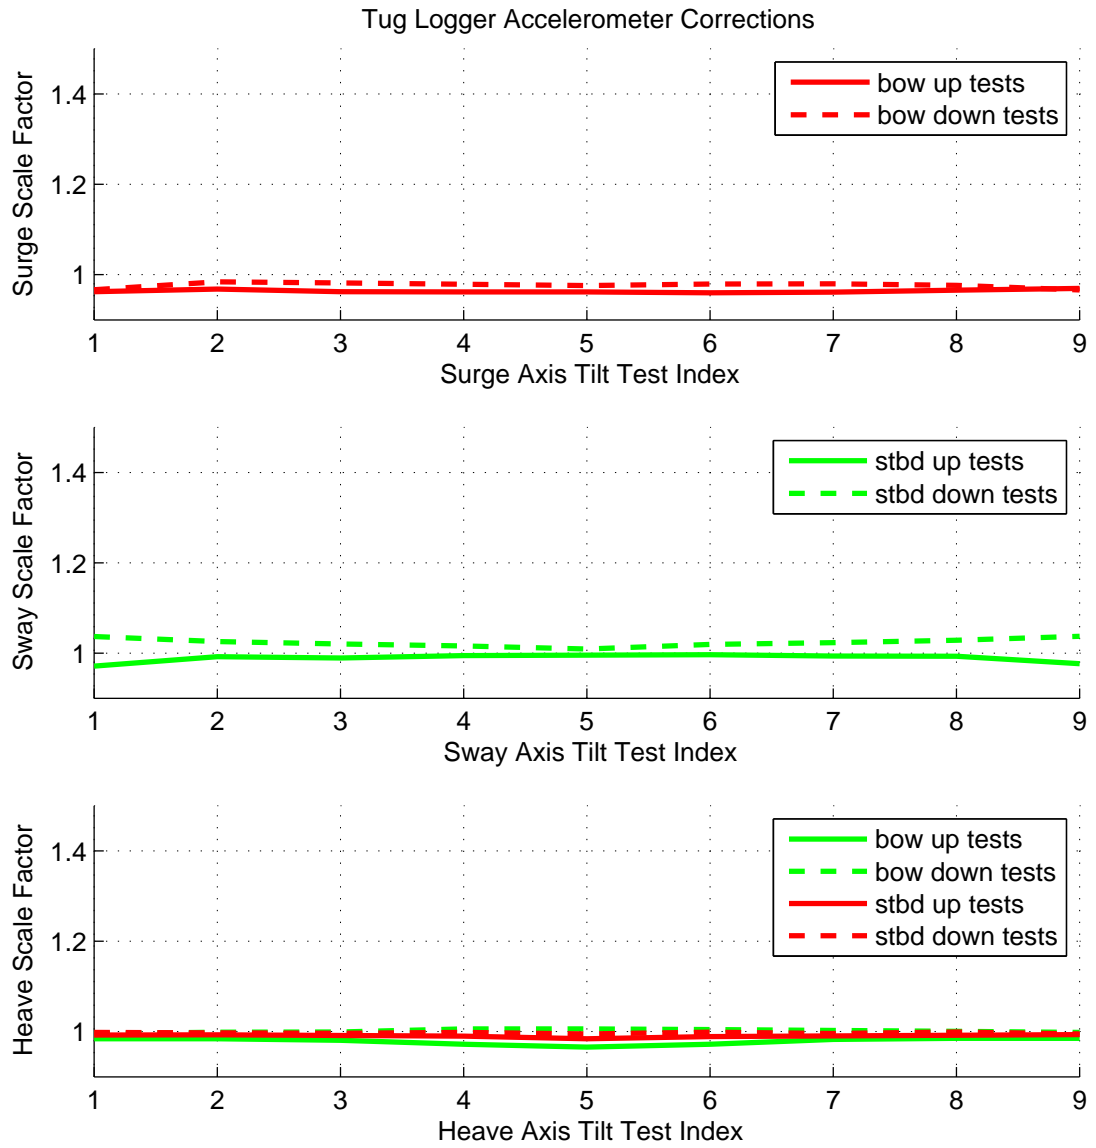 Tug Logger Accelerometer Corrections
Surge Scale Factor
1.4
1.2
1
bow up tests
bow down tests
1 2 3 4 5 6 7 8 9
Surge Axis Tilt Test Index
Sway Scale Factor
1.4
1.2
1
stbd up tests
stbd down tests
1 2 3 4 5 6 7 8 9
Sway Axis Tilt Test Index
Heave Scale Factor
1.4
1.2
1
bow up tests
bow down tests
stbd up tests
stbd down tests
1 2 3 4 5 6 7 8 9
Heave Axis Tilt Test Index